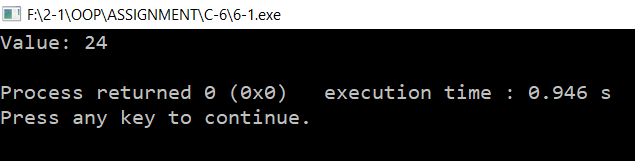 F:\2-1\OOP\ASSIGNMENT\C-6\6-1.exe
Value: 24
Process returned 0 (0x0)   execution time : 0.946 s
Press any key to continue.